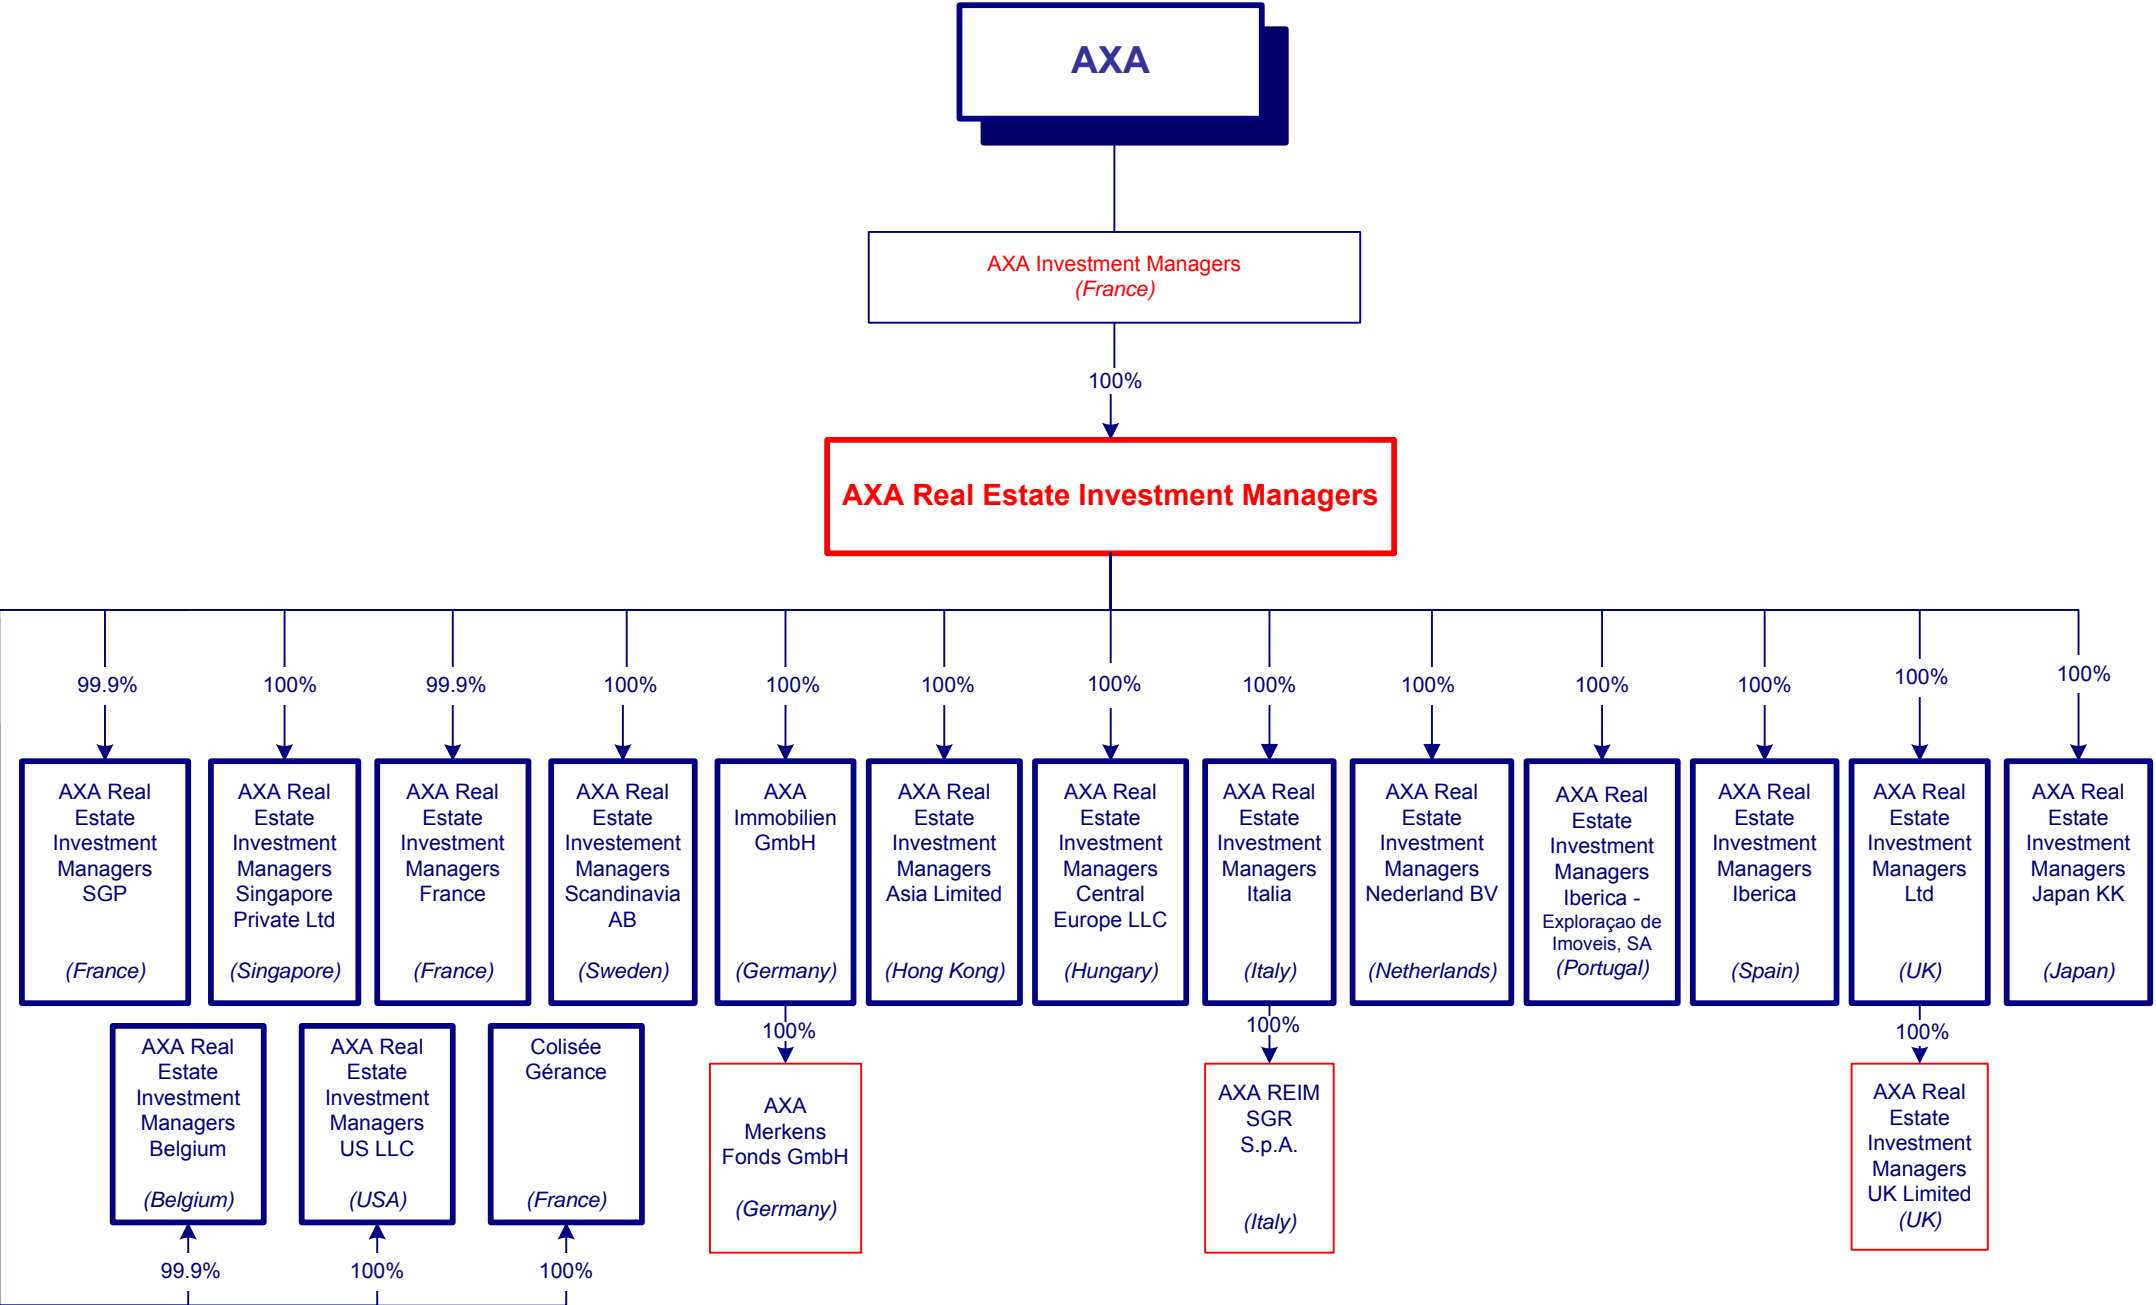 AXA
AXA Investment Managers
(France)
100%
AXA Real Estate Investment Managers
99.9%
100%
99.9%
100%
100%
100%
100%
100%
100%
100%
100%
100%
100%
AXA Real
Estate
Investment
Managers
SGP
(France)
AXA Real
Estate
Investment
Managers
Singapore
Private Ltd
(Singapore)
AXA Real
Estate
Investment
Managers
France
(France)
AXA Real
Estate
Investement
Managers
Scandinavia
AB
(Sweden)
AXA
Immobilien
GmbH
(Germany)
AXA Real
Estate
Investment
Managers
Asia Limited
(Hong Kong)
AXA Real
Estate
Investment
Managers
Central
Europe LLC
(Hungary)
AXA Real
Estate
Investment
Managers
Italia
(Italy)
AXA Real
Estate
Investment
Managers
Nederland BV
(Netherlands)
AXA Real
Estate
Investment
Managers
Iberica -
Exploraçao de
Imoveis, SA
(Portugal)
AXA Real
Estate
Investment
Managers
Iberica
(Spain)
AXA Real
Estate
Investment
Managers
Ltd
(UK)
AXA Real
Estate
Investment
Managers
Japan KK
(Japan)
AXA Real
Estate
Investment
Managers
Belgium
(Belgium)
AXA Real
Estate
Investment
Managers
US LLC
(USA)
Colisée
Gérance
(France)
100%
AXA
Merkens
Fonds GmbH
(Germany)
100%
AXA REIM
SGR
S.p.A.
(Italy)
100%
AXA Real
Estate
Investment
Managers
UK Limited
(UK)
99.9%
100%
100%